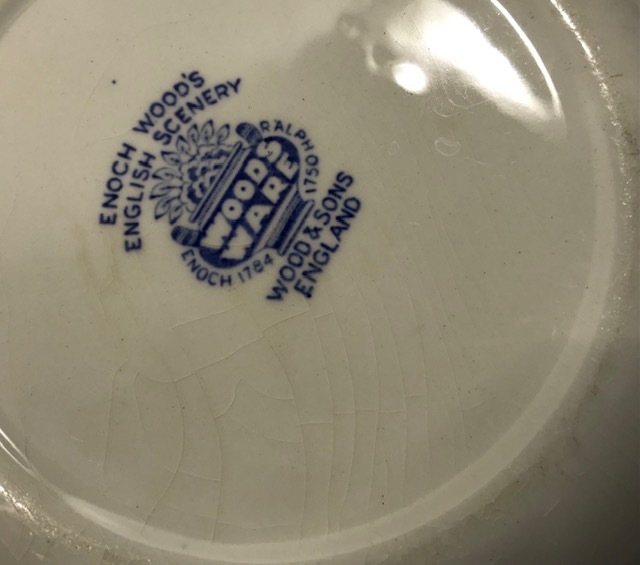 ENOCH WOOD'S
ENGLISH SCENERY
RALPH 1750
WOODS
WARE
ENOCH 1784
WOOD & SONS
ENGLAND